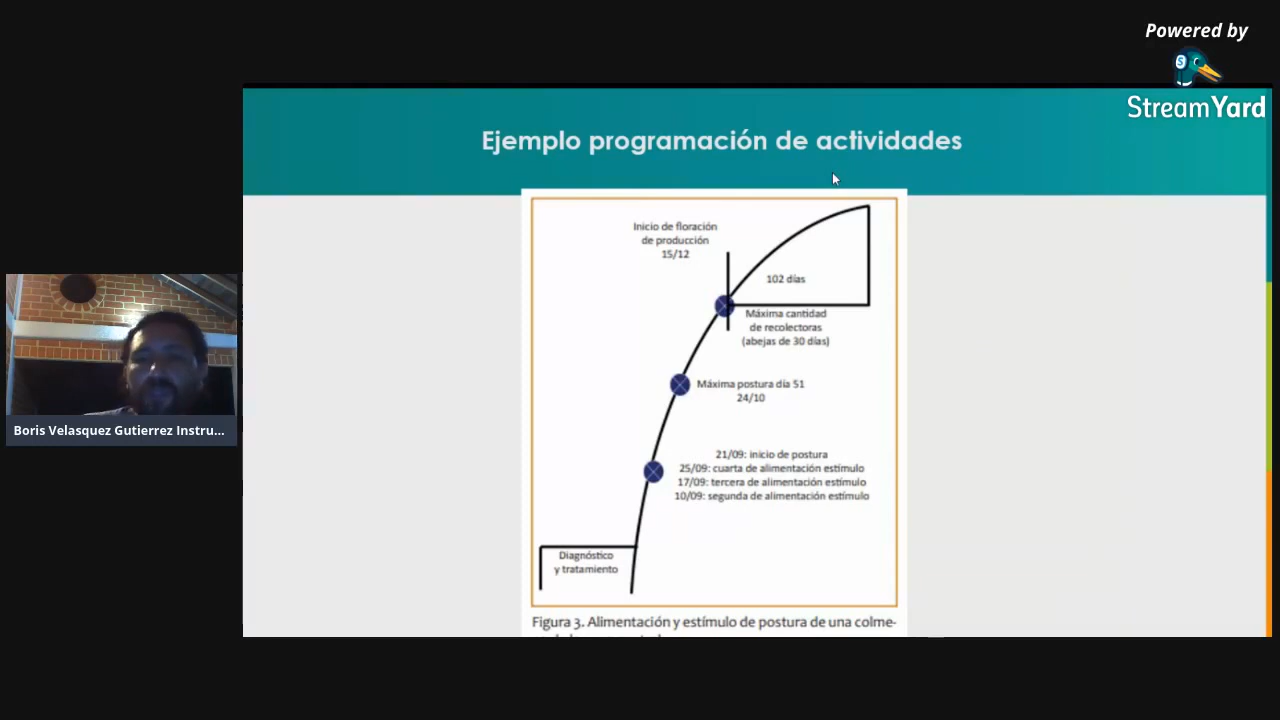 Powered by
StreamYard
Ejemplo programación de actividades
Inicio de floración
de producción
15/12
102 días
Máxima cantidad
de recolectoras
(abejas de 30 días)
Máxima postura día 51
24/10
21/09: inicio de postura
25/09: cuarta de alimentación estímulo
17/09: tercera de alimentación estímulo
10/09: segunda de alimentación estímulo
Diagnóstico
y tratamiento
Figura 3. Alimentación y estímulo de postura de una colme-
Boris Velasquez Gutierrez Instru...